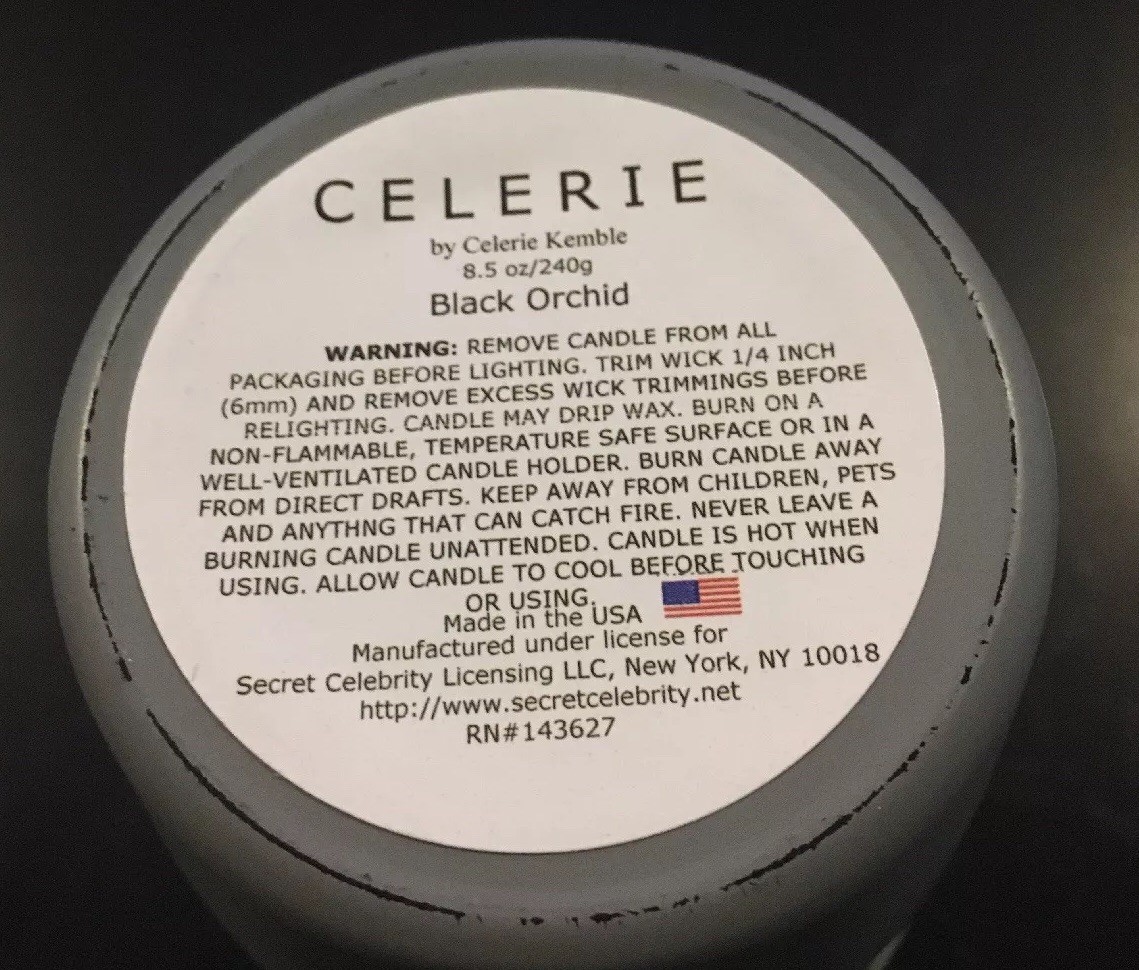 CELERIE
by Celerie Kemble
8.5 oz/240g
Black Orchid
WARNING: REMOVE CANDLE FROM ALL
PACKAGING BEFORE LIGHTING. TRIM WICK 1/4 INCH
(6mm) AND REMOVE EXCESS WICK TRIMMINGS BEFORE
RELIGHTING. CANDLE MAY DRIP WAX. BURN ON A
NON-FLAMMABLE, TEMPERATURE SAFE SURFACE OR IN A
WELL-VENTILATED CANDLE HOLDER. BURN CANDLE AWAY
FROM DIRECT DRAFTS. KEEP AWAY FROM CHILDREN, PETS
AND ANYTHNG THAT CAN CATCH FIRE. NEVER LEAVE A
BURNING CANDLE UNATTENDED. CANDLE IS HOT WHEN
USING. ALLOW CANDLE TO COOL BEFORE TOUCHING
OR USING.
Made in the USA
Manufactured under license for
Secret Celebrity Licensing LLC, New York, NY 10018
http://www.secretcelebrity.net
RN#143627